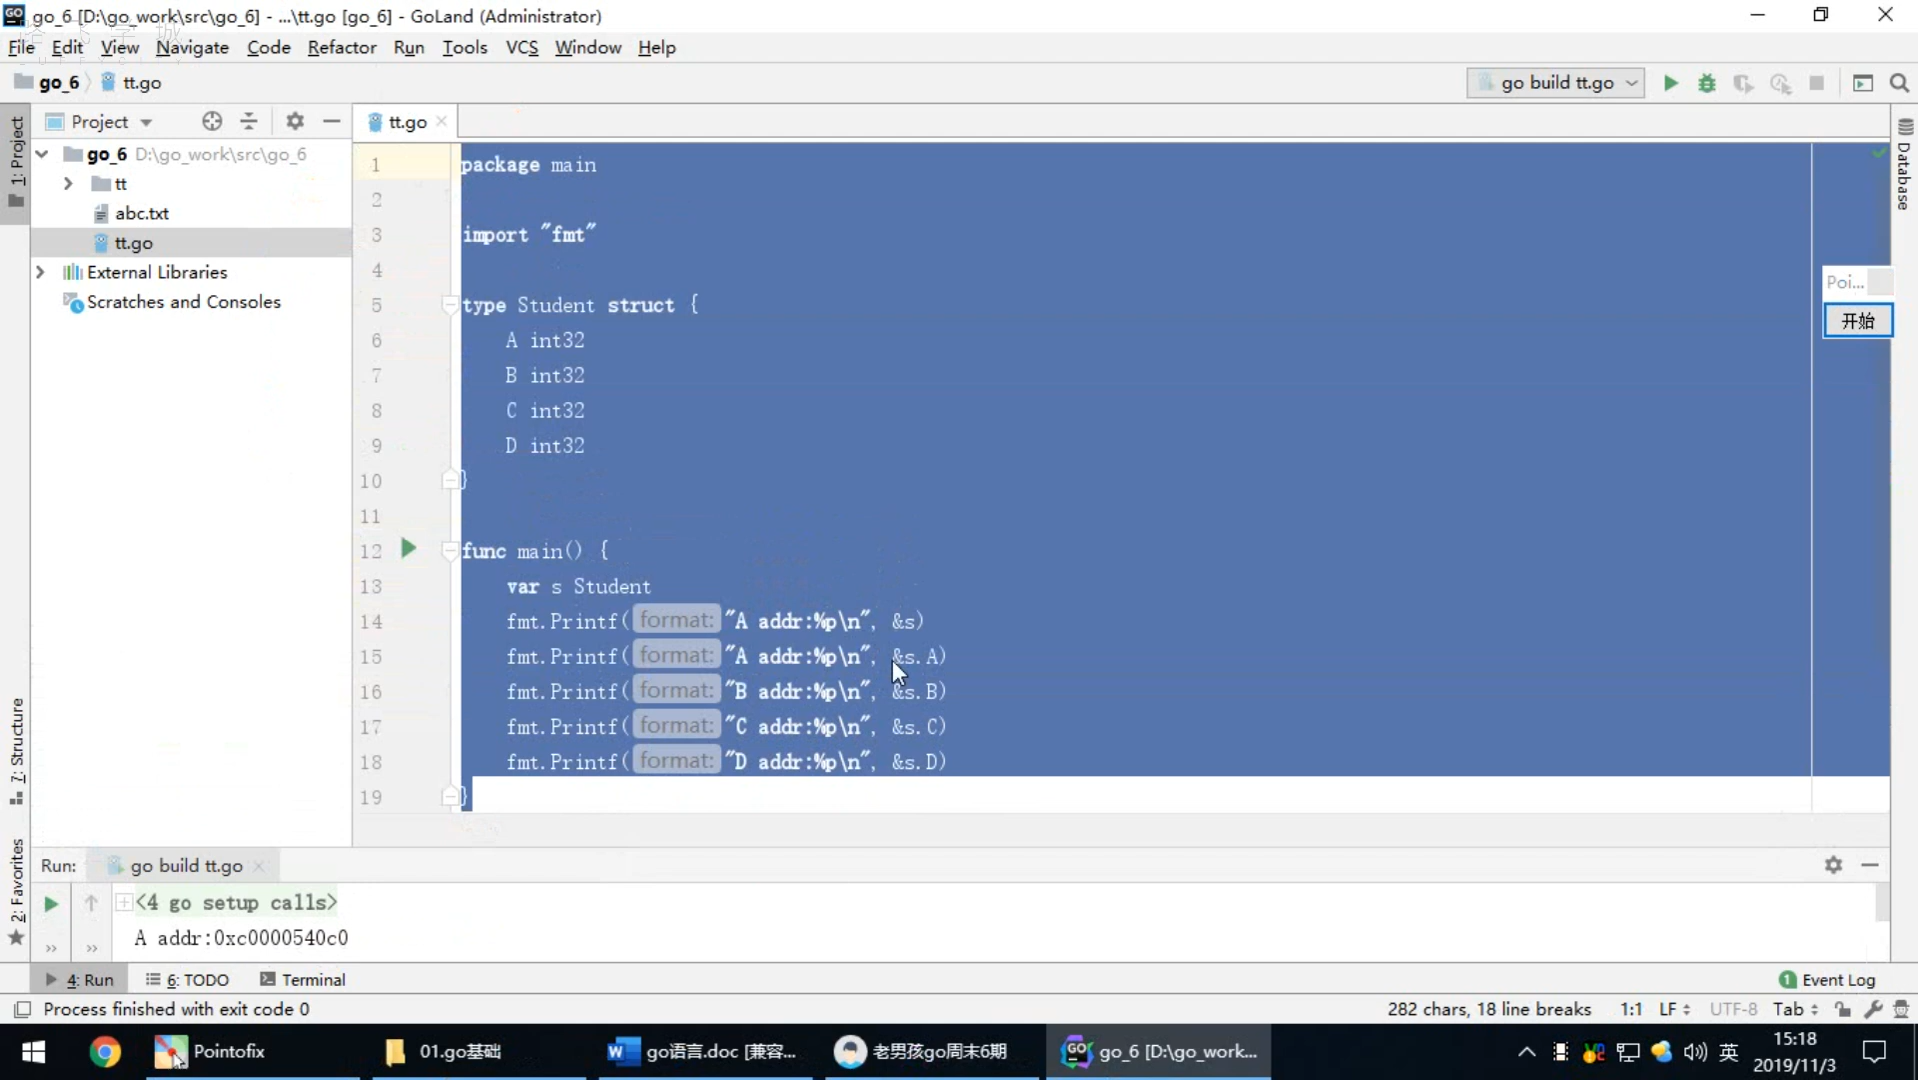 go_6 [D:\go_work\src\go_6] - ...\tt.go [go_6] - GoLand (Administrator)
File Edit View Navigate Code Refactor Run Tools VCS Window Help
go_6 tt.go
go build tt.go
Project
tt.go
1: Project
go_6 D:\go_work\src\go_6
tt
abc.txt
tt.go
External Libraries
Scratches and Consoles
1 package main
2
3 import "fmt"
4
5 type Student struct {
6 A int32
7 B int32
8 C int32
9 D int32
10 }
11
12 func main() {
13 var s Student
14 fmt.Printf( format: "A addr:%p\n", &s)
15 fmt.Printf( format: "A addr:%p\n", &s.A)
16 fmt.Printf( format: "B addr:%p\n", &s.B)
17 fmt.Printf( format: "C addr:%p\n", &s.C)
18 fmt.Printf( format: "D addr:%p\n", &s.D)
19 }
Database
Poi...
开始
7: Structure
2: Favorites
Run: go build tt.go
<4 go setup calls>
A addr:0xc0000540c0
4: Run 6: TODO Terminal
1 Event Log
Process finished with exit code 0
282 chars, 18 line breaks 1:1 LF UTF-8 Tab
Pointofix
01.go基础
go语言.doc [兼容...
老男孩go周末6期
go_6 [D:\go_work...
英
15:18
2019/11/3